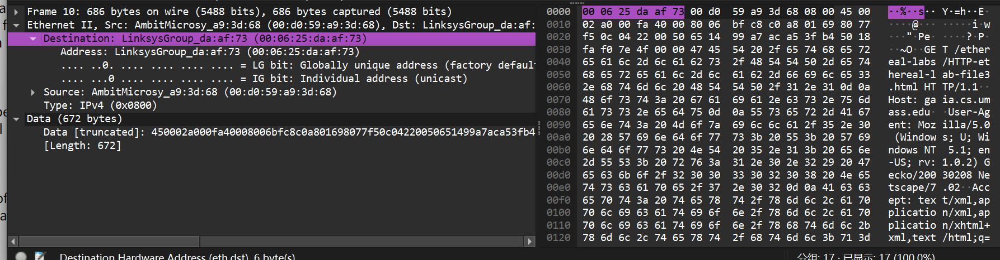 Frame 10: 686 bytes on wire (5488 bits), 686 bytes captured (5488 bits)
Ethernet II, Src: AmbitMicrosy_a9:3d:68 (00:d0:59:a9:3d:68), Dst: LinksysGroup_da:af:
Destination: LinksysGroup_da:af:73 (00:06:25:da:af:73)
Address: LinksysGroup_da:af:73 (00:06:25:da:af:73)
.... ..0. .... .... .... .... = LG bit: Globally unique address (factory default
.... ...0 .... .... .... .... = IG bit: Individual address (unicast)
Source: AmbitMicrosy_a9:3d:68 (00:d0:59:a9:3d:68)
Type: IPv4 (0x0800)
Data (672 bytes)
Data [truncated]: 450002a000fa40008006bfc8c0a801698077f50c04220050651499a7aca53fb4
[Length: 672]
0000 00 06 25 da af 73 00 d0 59 a9 3d 68 08 00 45 00 ··%··s·· Y·=h··E·
0010 02 a0 00 fa 40 00 80 06 bf c8 c0 a8 01 69 80 77 ····@··· ·····i·w
0020 f5 0c 04 22 00 50 65 14 99 a7 ac a5 3f b4 50 18 ···"·Pe· ····?·P·
0030 fa f0 7e 4f 00 00 47 45 54 20 2f 65 74 68 65 72 ··~O··GE T /ether
0040 65 61 6c 2d 6c 61 62 73 2f 48 54 54 50 2d 65 74 eal-labs /HTTP-et
0050 68 65 72 65 61 6c 2d 6c 61 62 2d 66 69 6c 65 33 hereal-l ab-file3
0060 2e 68 74 6d 6c 20 48 54 54 50 2f 31 2e 31 0d 0a .html HT TP/1.1··
0070 48 6f 73 74 3a 20 67 61 69 61 2e 63 73 2e 75 6d Host: ga ia.cs.um
0080 61 73 73 2e 65 64 75 0d 0a 55 73 65 72 2d 41 67 ass.edu· ·User-Ag
0090 65 6e 74 3a 20 4d 6f 7a 69 6c 6c 61 2f 35 2e 30 ent: Moz illa/5.0
00a0 20 28 57 69 6e 64 6f 77 73 3b 20 55 3b 20 57 69 (Window s; U; Wi
00b0 6e 64 6f 77 73 20 4e 54 20 35 2e 31 3b 20 65 6e ndows NT 5.1; en
00c0 2d 55 53 3b 20 72 76 3a 31 2e 30 2e 32 29 20 47 -US; rv: 1.0.2) G
00d0 65 63 6b 6f 2f 32 30 30 33 30 32 30 38 20 4e 65 ecko/200 30208 Ne
00e0 74 73 63 61 70 65 2f 37 2e 30 32 0d 0a 41 63 63 tscape/7 .02··Acc
00f0 65 70 74 3a 20 74 65 78 74 2f 78 6d 6c 2c 61 70 ept: tex t/xml,ap
0100 70 6c 69 63 61 74 69 6f 6e 2f 78 6d 6c 2c 61 70 plicatio n/xml,ap
0110 70 6c 69 63 61 74 69 6f 6e 2f 78 68 74 6d 6c 2b plicatio n/xhtml+
0120 78 6d 6c 2c 74 65 78 74 2f 68 74 6d 6c 3b 71 3d xml,text /html;q=
Destination Hardware Address (eth.dst), 6 byte(s)
分组: 17 · 已显示: 17 (100.0%)